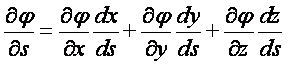 ∂φ/∂s = ∂φ/∂x dx/ds + ∂φ/∂y dy/ds + ∂φ/∂z dz/ds